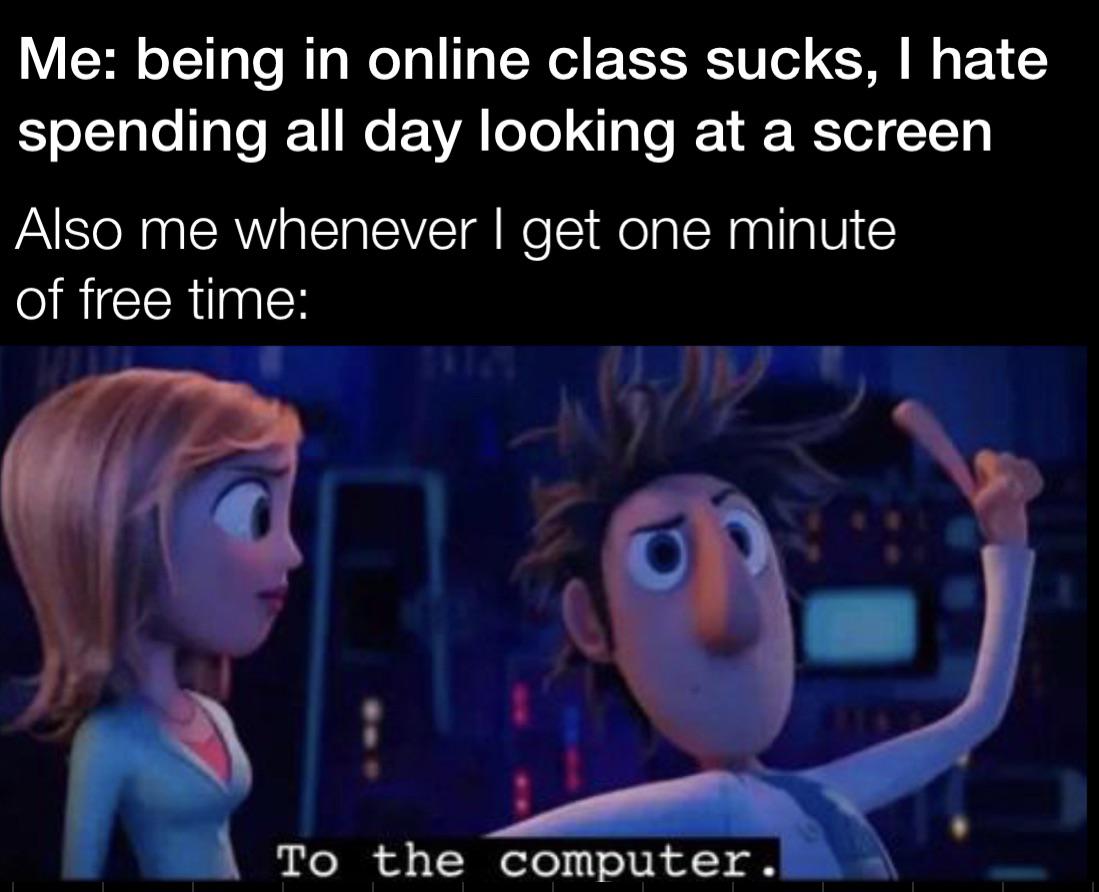 Me: being in online class sucks, I hate
spending all day looking at a screen
Also me whenever I get one minute
of free time:
To the computer.